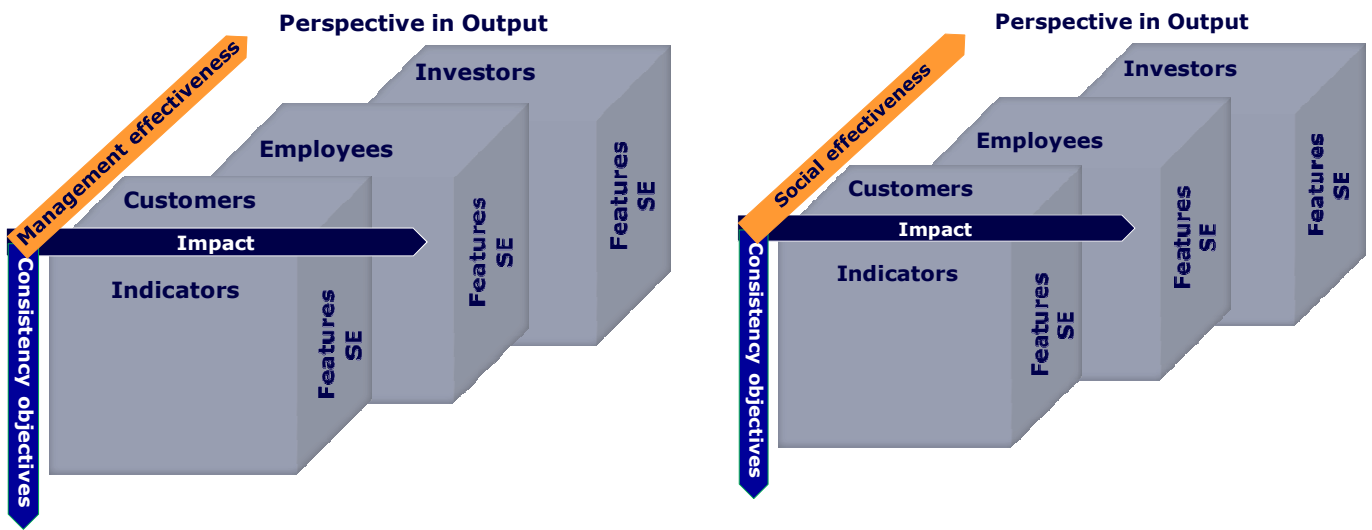 Perspective in Output
Management effectiveness
Investors
Employees
Customers
Impact
Indicators
Consistency objectives
Features
SE
Features
SE
Features
SE
Perspective in Output
Social effectiveness
Investors
Employees
Customers
Impact
Indicators
Consistency objectives
Features
SE
Features
SE
Features
SE